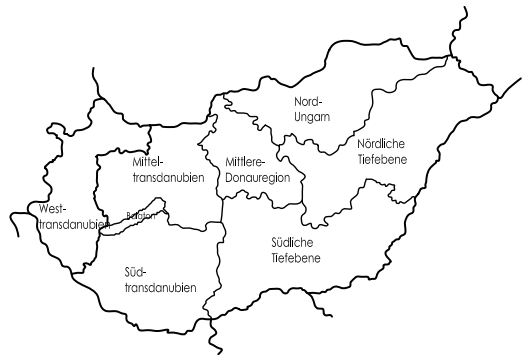 Nord-
Ungarn
Nördliche
Tiefebene
Mittel-
transdanubien
Mittlere-
Donauregion
West-
transdanubien
Balaton
Südliche
Tiefebene
Süd-
transdanubien